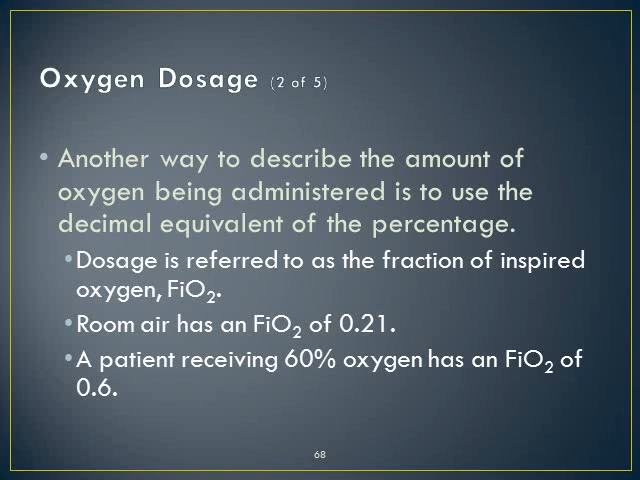 Oxygen Dosage (2 of 5)
• Another way to describe the amount of
oxygen being administered is to use the
decimal equivalent of the percentage.
• Dosage is referred to as the fraction of inspired
oxygen, FiO₂.
• Room air has an FiO₂ of 0.21.
• A patient receiving 60% oxygen has an FiO₂ of
0.6.
68